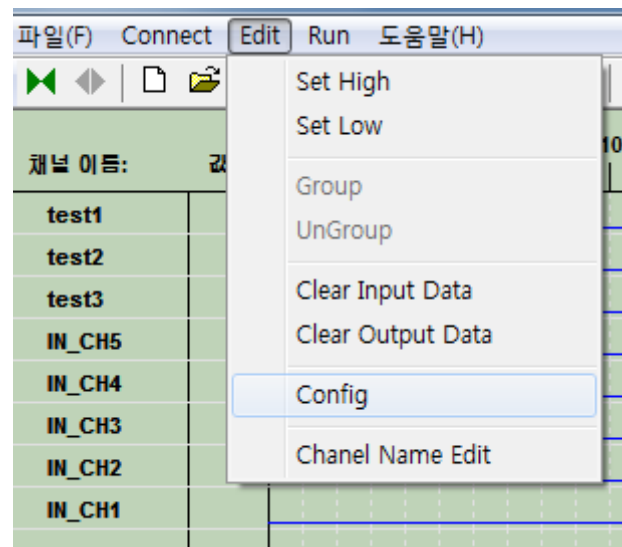 파일(F) Connect Edit Run 도움말(H)
Set High
Set Low
Group
UnGroup
Clear Input Data
Clear Output Data
Config
Chanel Name Edit
채널 이름:
10
test1
test2
test3
IN_CH5
IN_CH4
IN_CH3
IN_CH2
IN_CH1